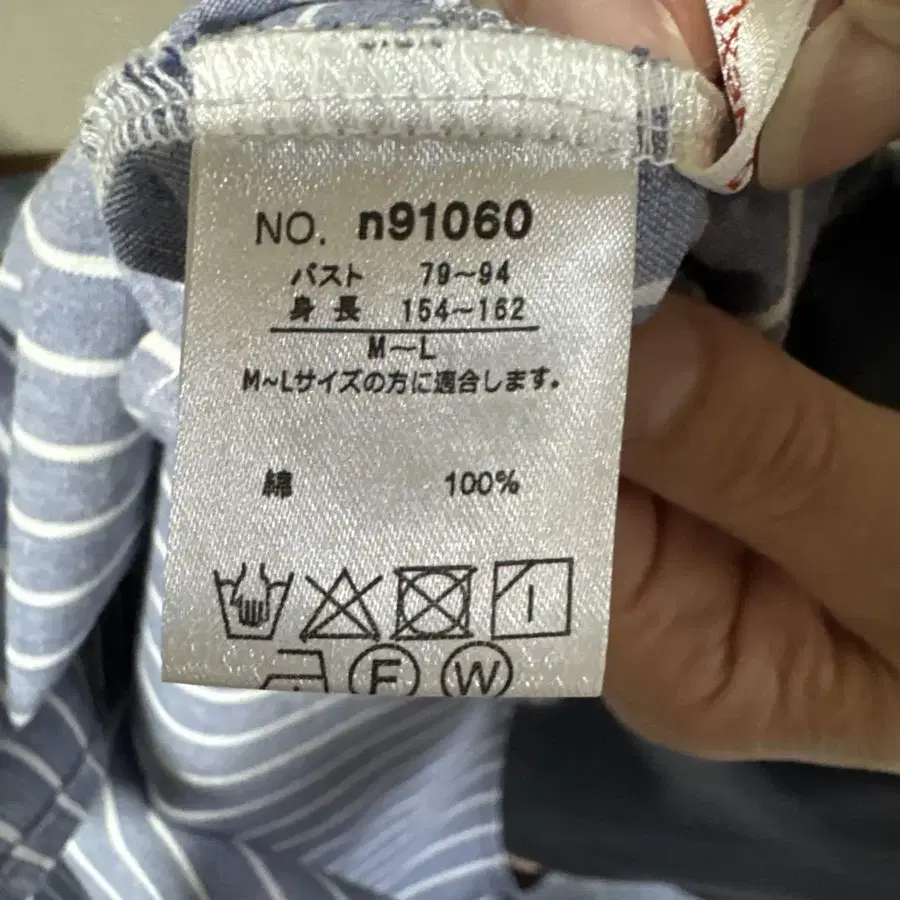 NO. n91060
バスト 79～94
身長 154～162
M～L
M~Lサイズの方に適合します。
綿 100%
F W